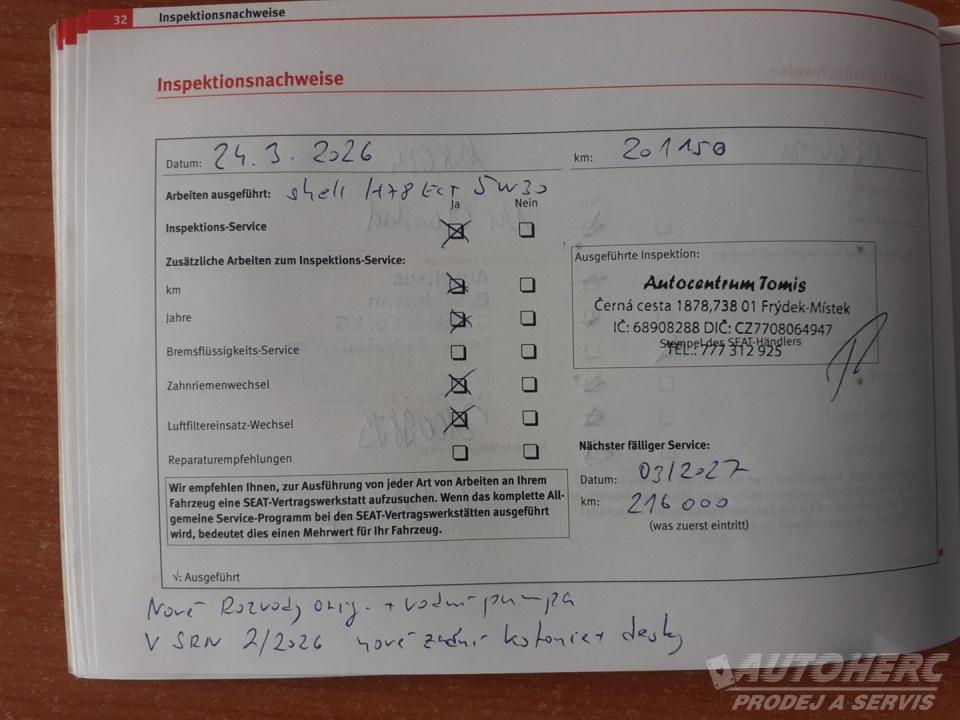 32 Inspektionsnachweise
Inspektionsnachweise
Datum: 24.3.2026 km: 201150
Arbeiten ausgeführt: shell HX8 ECT 5W30
Ja Nein
Inspektions-Service
Zusätzliche Arbeiten zum Inspektions-Service:
km
Jahre
Bremsflüssigkeits-Service
Zahnriemenwechsel
Luftfiltereinsatz-Wechsel
Reparaturempfehlungen
Wir empfehlen Ihnen, zur Ausführung von jeder Art von Arbeiten an Ihrem
Fahrzeug eine SEAT-Vertragswerkstatt aufzusuchen. Wenn das komplette All-
gemeine Service-Programm bei den SEAT-Vertragswerkstätten ausgeführt
wird, bedeutet dies einen Mehrwert für Ihr Fahrzeug.
√: Ausgeführt
Ausgeführte Inspektion:
Autocentrum Tomis
Černá cesta 1878,738 01 Frýdek-Místek
IČ: 68908288 DIČ: CZ7708064947
Stempel des SEAT-Händlers
TEL.: 777 312 925
Nächster fälliger Service:
Datum: 03/2027
km: 216 000
(was zuerst eintritt)
Nové Rozvody orig. + vodní pumpa
V SRN 2/2026 nové zadní kotouče + desky
AUTOHERC
PRODEJ A SERVIS